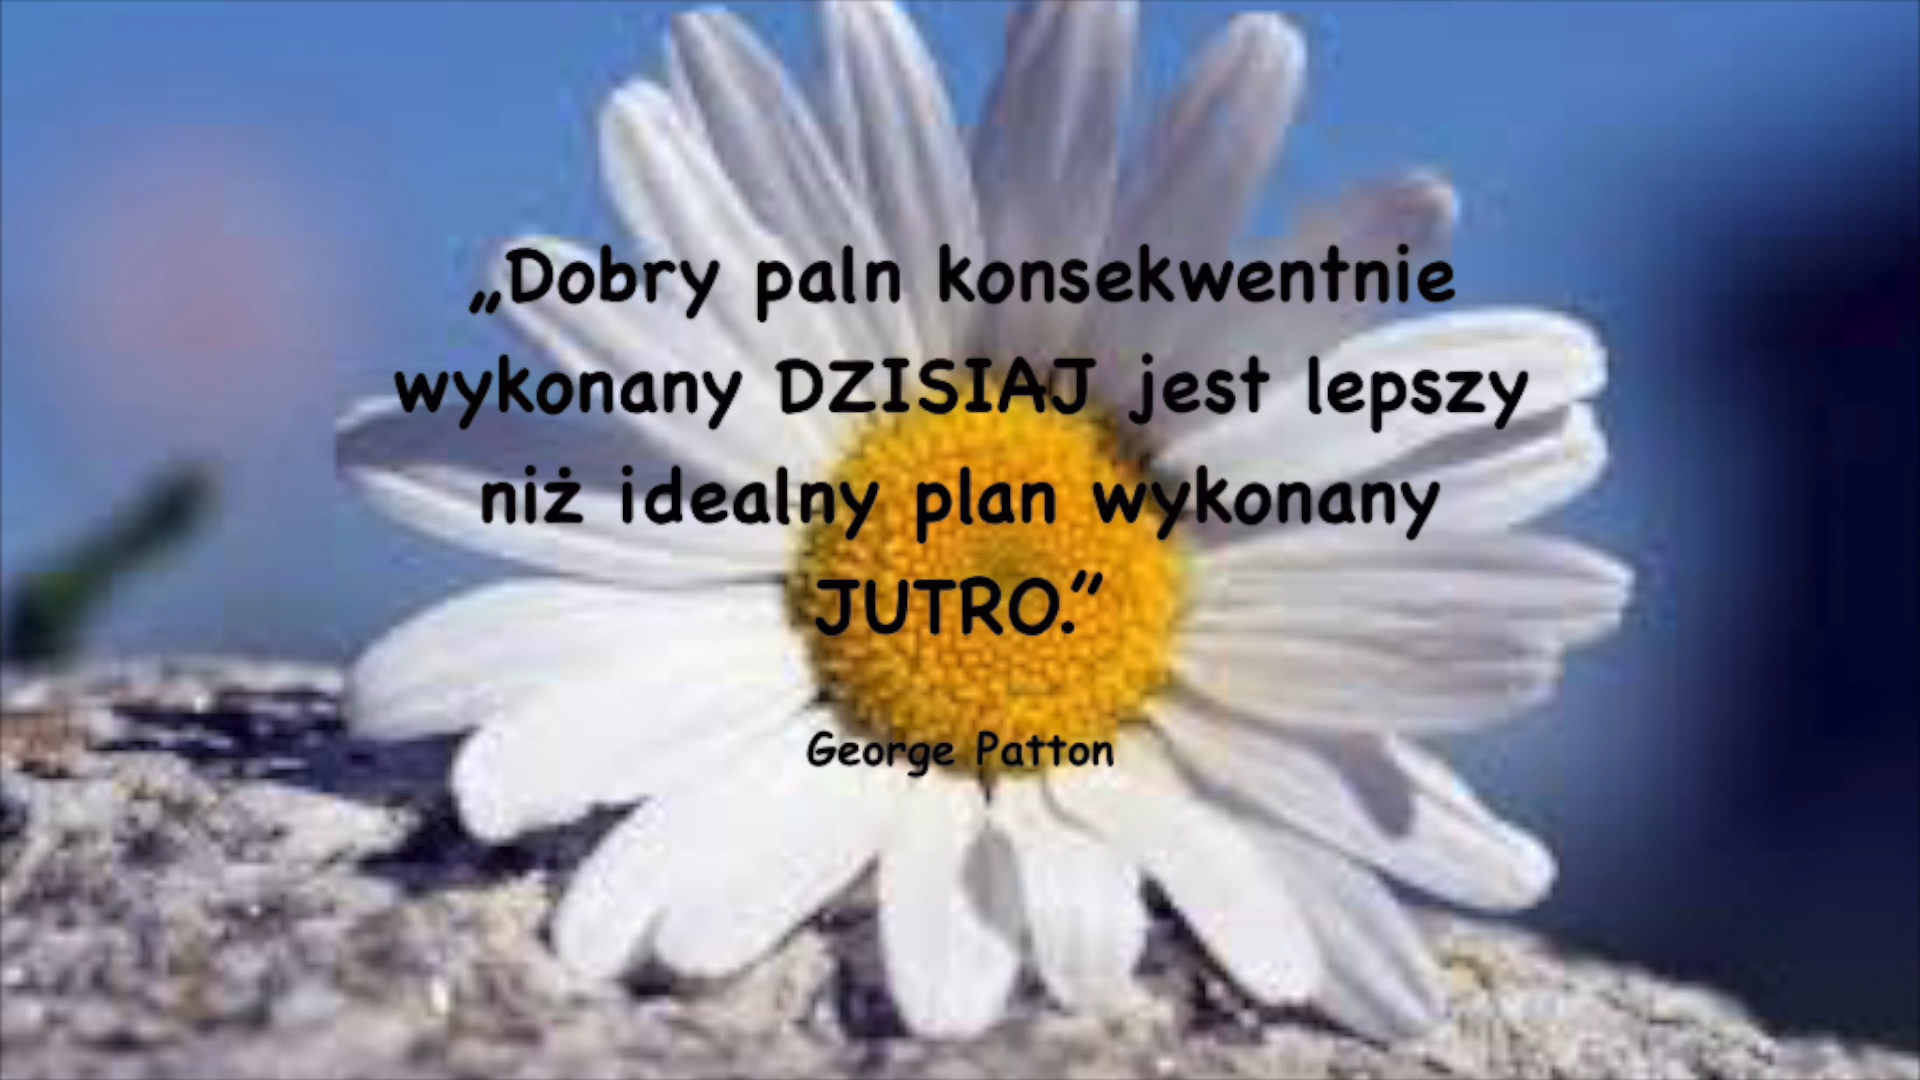 „Dobry paln konsekwentnie
wykonany DZISIAJ jest lepszy
niż idealny plan wykonany
JUTRO.”
George Patton